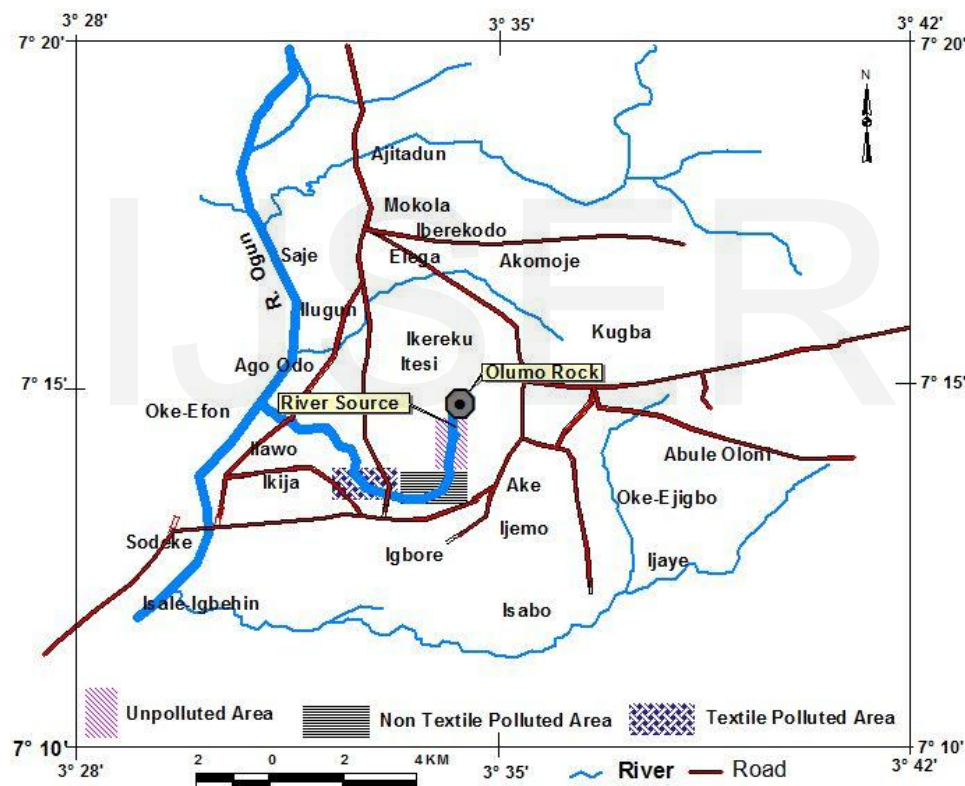 3° 28'
3° 35'
3° 42'
7° 20'
7° 20'
N
Ajitadun
Mokola
Iberekodo
Saje
Elega
Akomoje
R. Ogun
IJSER
Ilugun
Kugba
Ikereku
Itesi
Ago Odo
Olumo Rock
7° 15'
7° 15'
River Source
Oke-Efon
Ilawo
Abule Oloni
Ikija
Ake
Oke-Ejigbo
Ijemo
Sodeke
Igbore
Ijaye
Isale-Igbehin
Isabo
Unpolluted Area
Non Textile Polluted Area
Textile Polluted Area
7° 10'
7° 10'
3° 28'
3° 35'
3° 42'
2 0 2 4 KM
River
Road